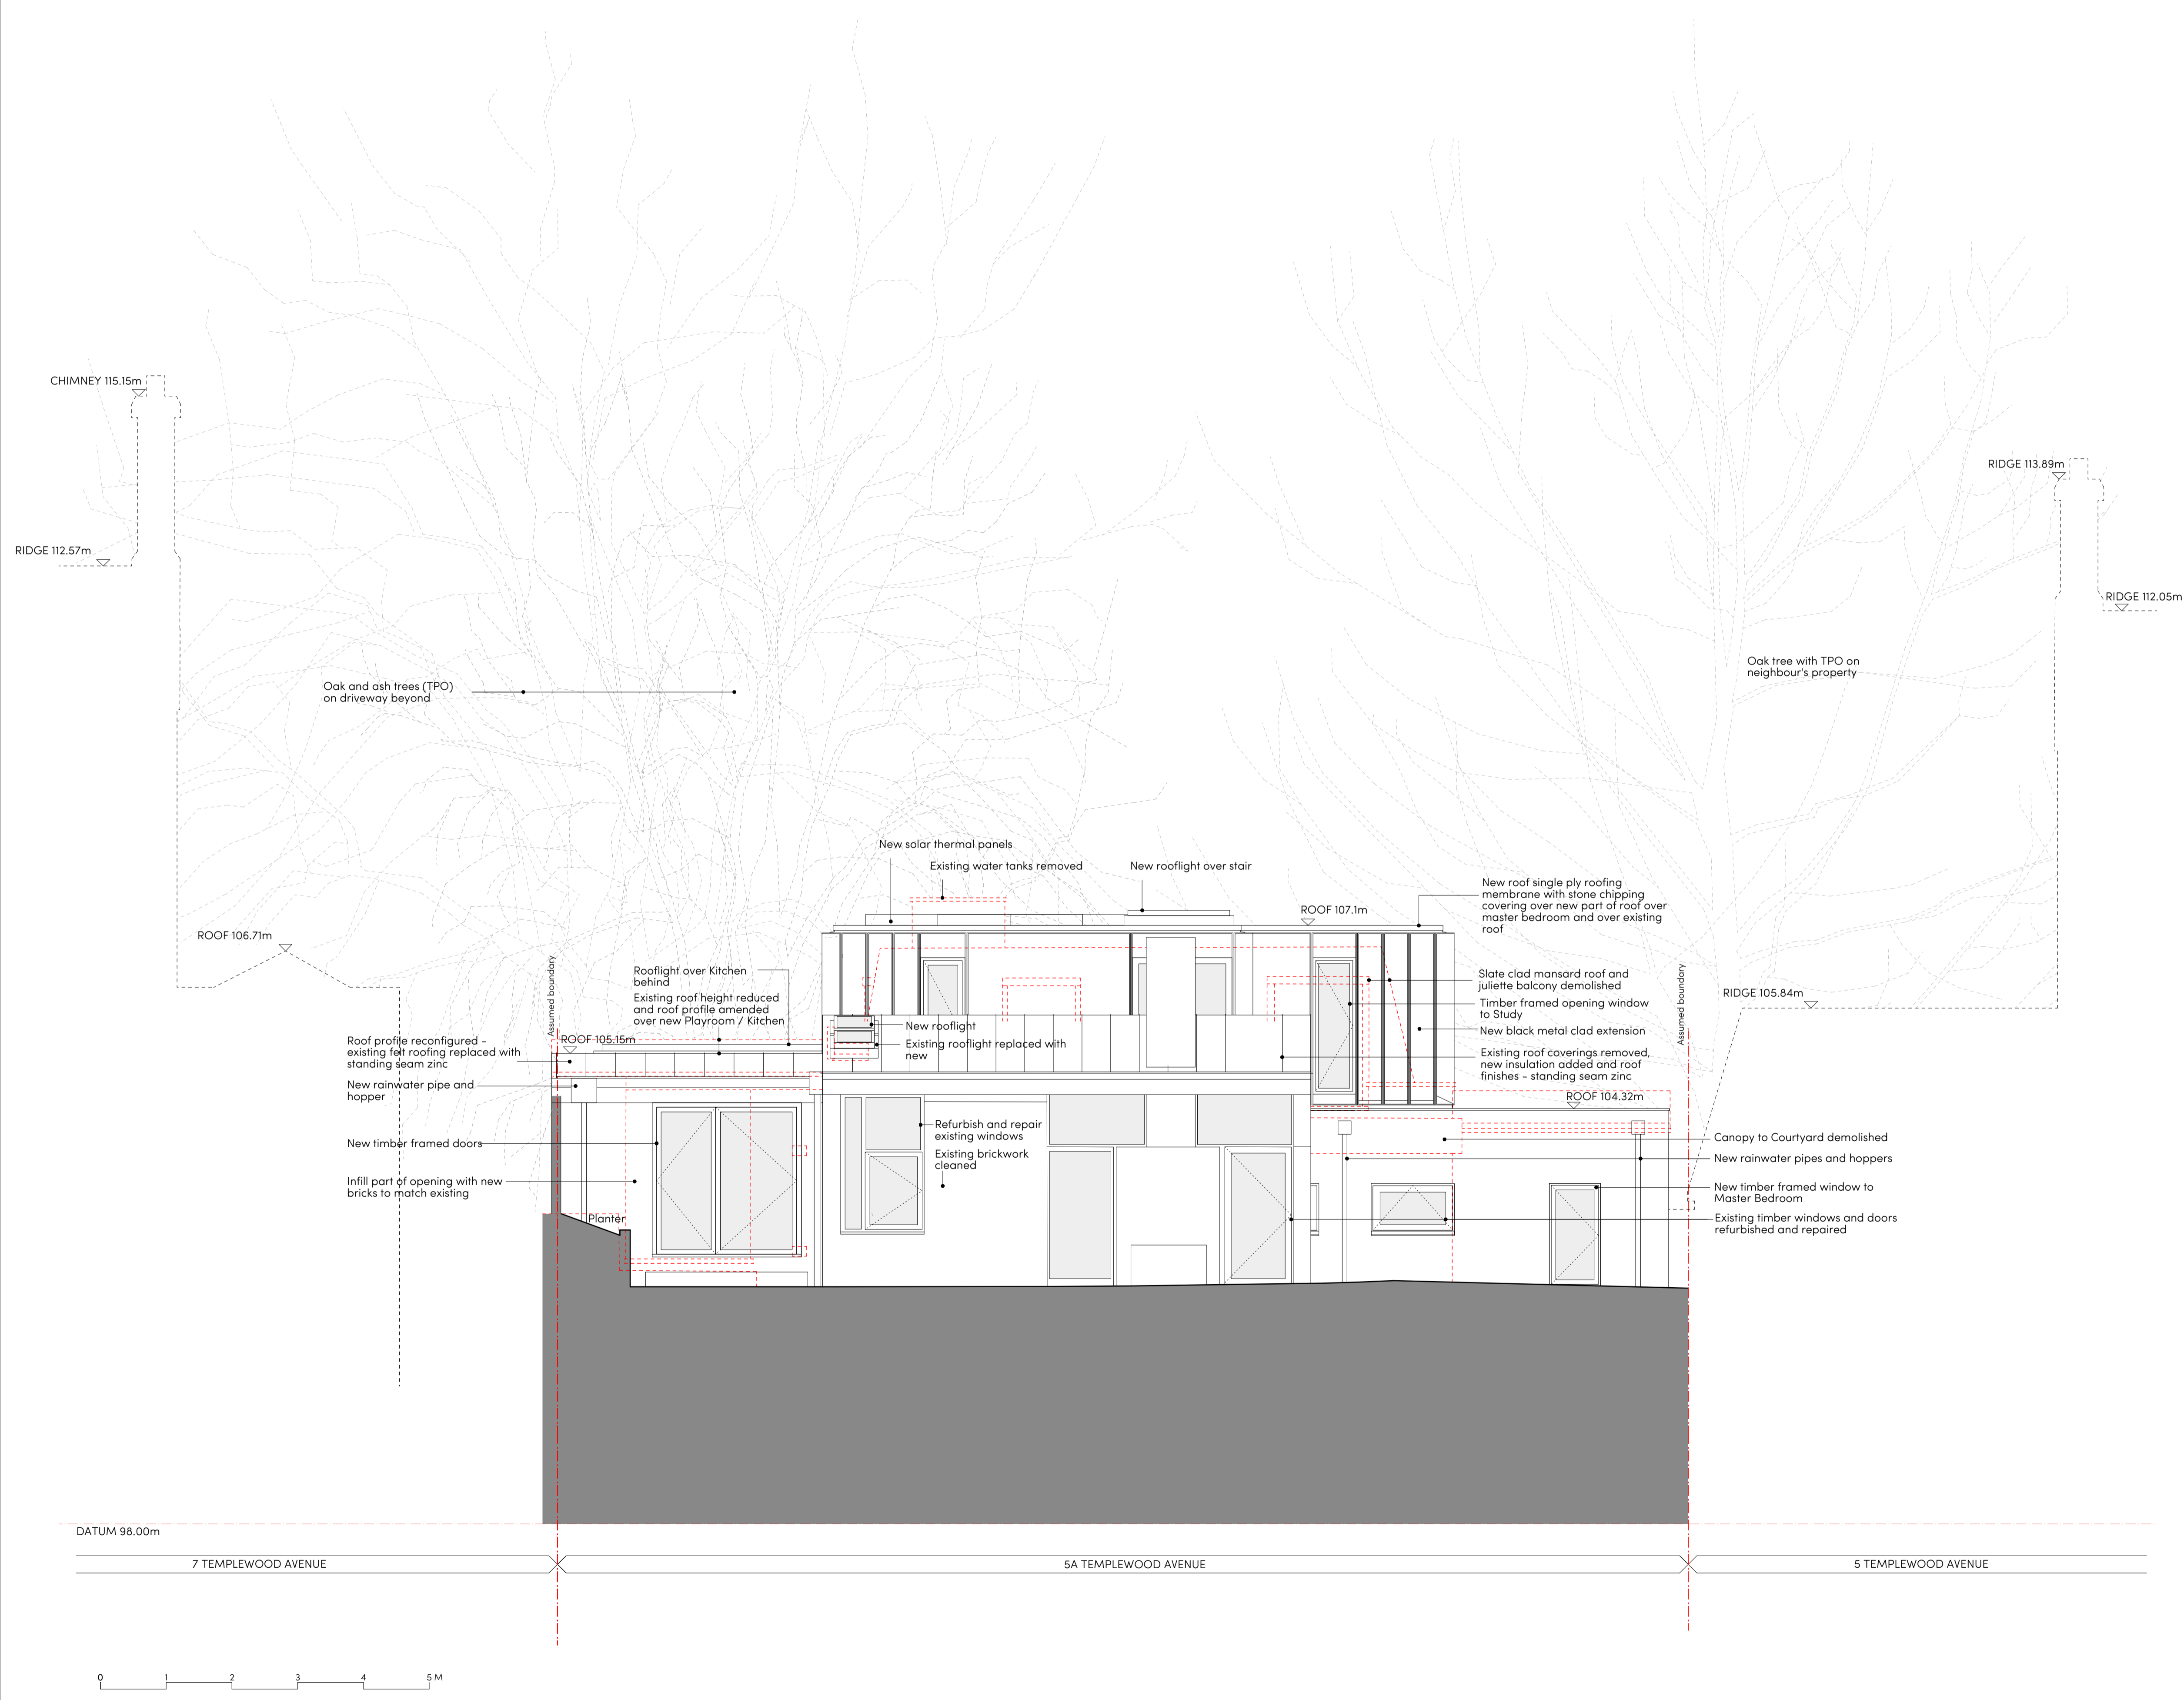 CHIMNEY 115.15m
RIDGE 113.89m
RIDGE 112.57m
RIDGE 112.05m
Oak tree with TPO on
neighbour's property
Oak and ash trees (TPO)
on driveway beyond
New solar thermal panels
Existing water tanks removed
New rooflight over stair
New roof single ply roofing
membrane with stone chipping
covering over new part of roof over
master bedroom and over existing
roof
ROOF 107.1m
ROOF 106.71m
Assumed boundary
Rooflight over Kitchen
behind
Existing roof height reduced
and roof profile amended
over new Playroom / Kitchen
Slate clad mansard roof and
juliette balcony demolished
Assumed boundary
RIDGE 105.84m
Timber framed opening window
to Study
New rooflight
New black metal clad extension
Existing rooflight replaced with
new
ROOF 105.15m
Roof profile reconfigured -
existing felt roofing replaced with
standing seam zinc
Existing roof coverings removed,
new insulation added and roof
finishes - standing seam zinc
New rainwater pipe and
hopper
ROOF 104.32m
Refurbish and repair
existing windows
New timber framed doors
Canopy to Courtyard demolished
Existing brickwork
cleaned
New rainwater pipes and hoppers
Infill part of opening with new
bricks to match existing
New timber framed window to
Master Bedroom
Planter
Existing timber windows and doors
refurbished and repaired
DATUM 98.00m
7 TEMPLEWOOD AVENUE
5A TEMPLEWOOD AVENUE
5 TEMPLEWOOD AVENUE
0 1 2 3 4 5 M